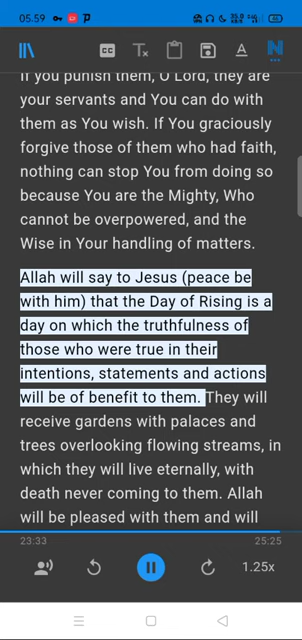 05.59
CC
If you punish them, O Lord, they are
your servants and You can do with
them as You wish. If You graciously
forgive those of them who had faith,
nothing can stop You from doing so
because You are the Mighty, Who
cannot be overpowered, and the
Wise in Your handling of matters.
Allah will say to Jesus (peace be
with him) that the Day of Rising is a
day on which the truthfulness of
those who were true in their
intentions, statements and actions
will be of benefit to them. They will
receive gardens with palaces and
trees overlooking flowing streams, in
which they will live eternally, with
death never coming to them. Allah
will be pleased with them and will
23:33
25:25
1.25x